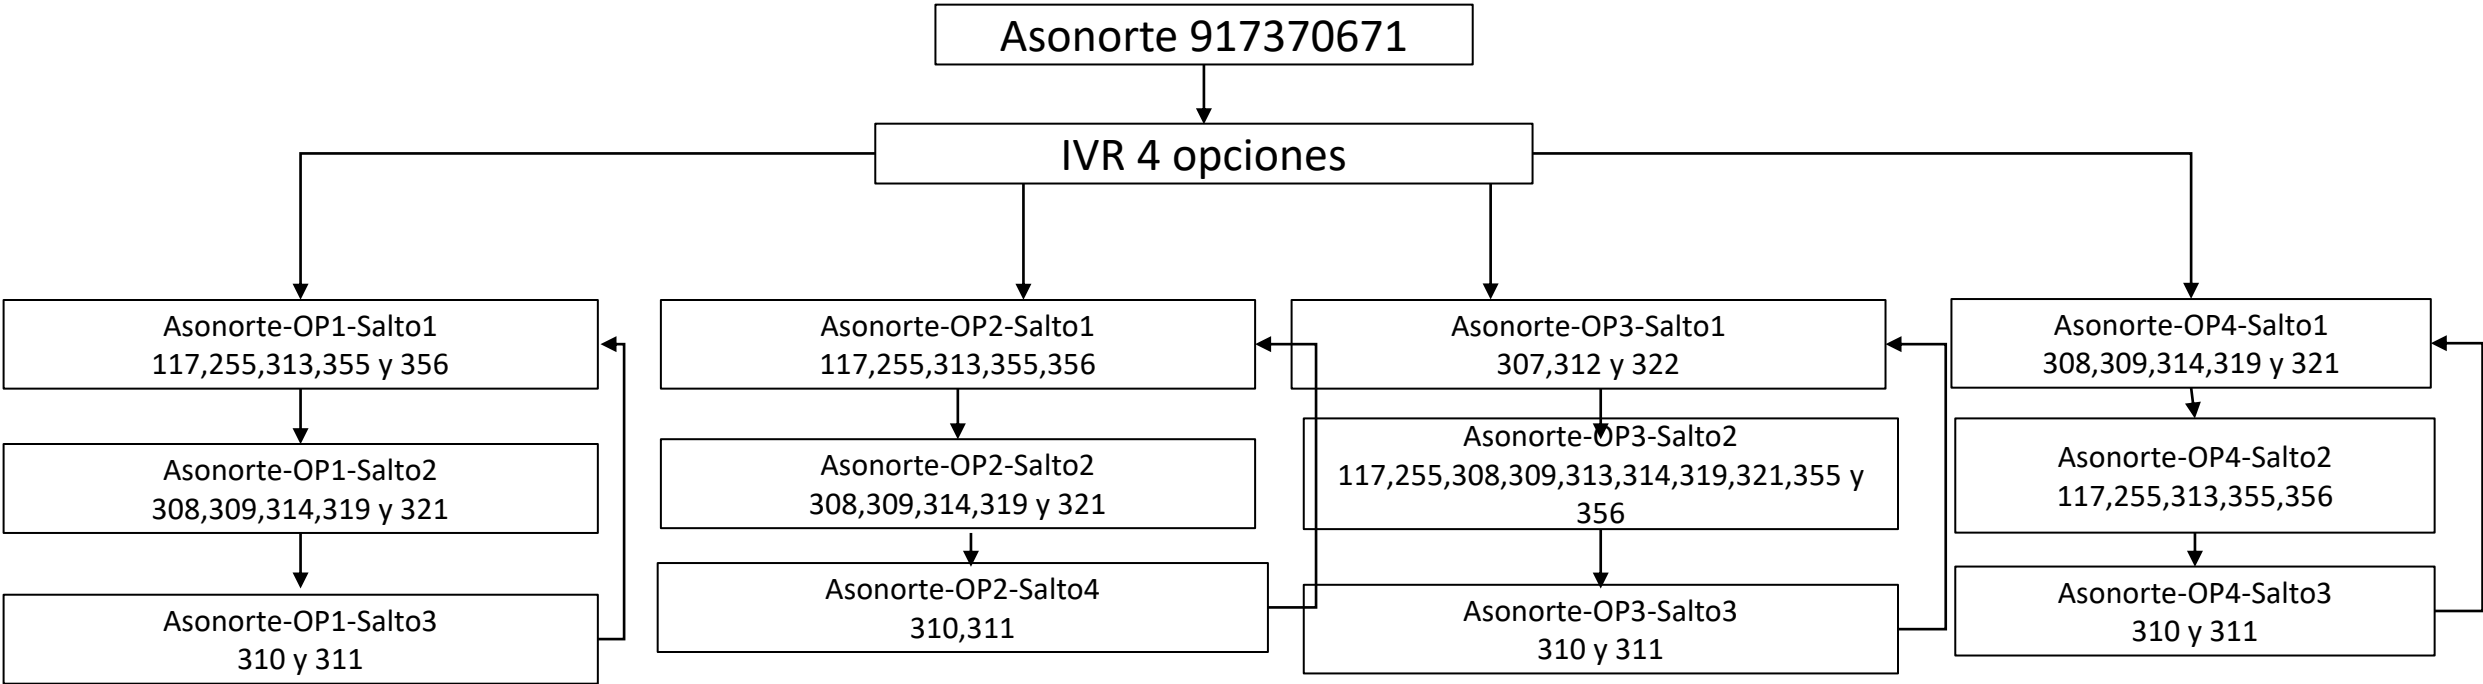 Asonorte 917370671
IVR 4 opciones
Asonorte-OP1-Salto1
117,255,313,355 y 356
Asonorte-OP2-Salto1
117,255,313,355,356
Asonorte-OP3-Salto1
307,312 y 322
Asonorte-OP4-Salto1
308,309,314,319 y 321
Asonorte-OP1-Salto2
308,309,314,319 y 321
Asonorte-OP2-Salto2
308,309,314,319 y 321
Asonorte-OP3-Salto2
117,255,308,309,313,314,319,321,355 y
356
Asonorte-OP4-Salto2
117,255,313,355,356
Asonorte-OP1-Salto3
310 y 311
Asonorte-OP2-Salto4
310,311
Asonorte-OP3-Salto3
310 y 311
Asonorte-OP4-Salto3
310 y 311